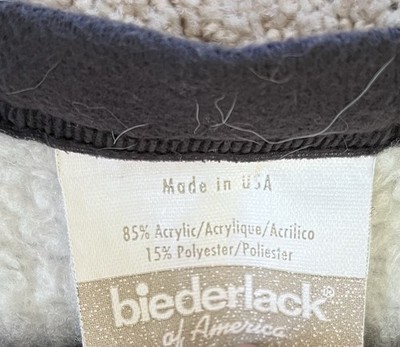 Made in USA
85% Acrylic/Acrylique/Acrilico
15% Polyester/Poliester
biederlack®
of America